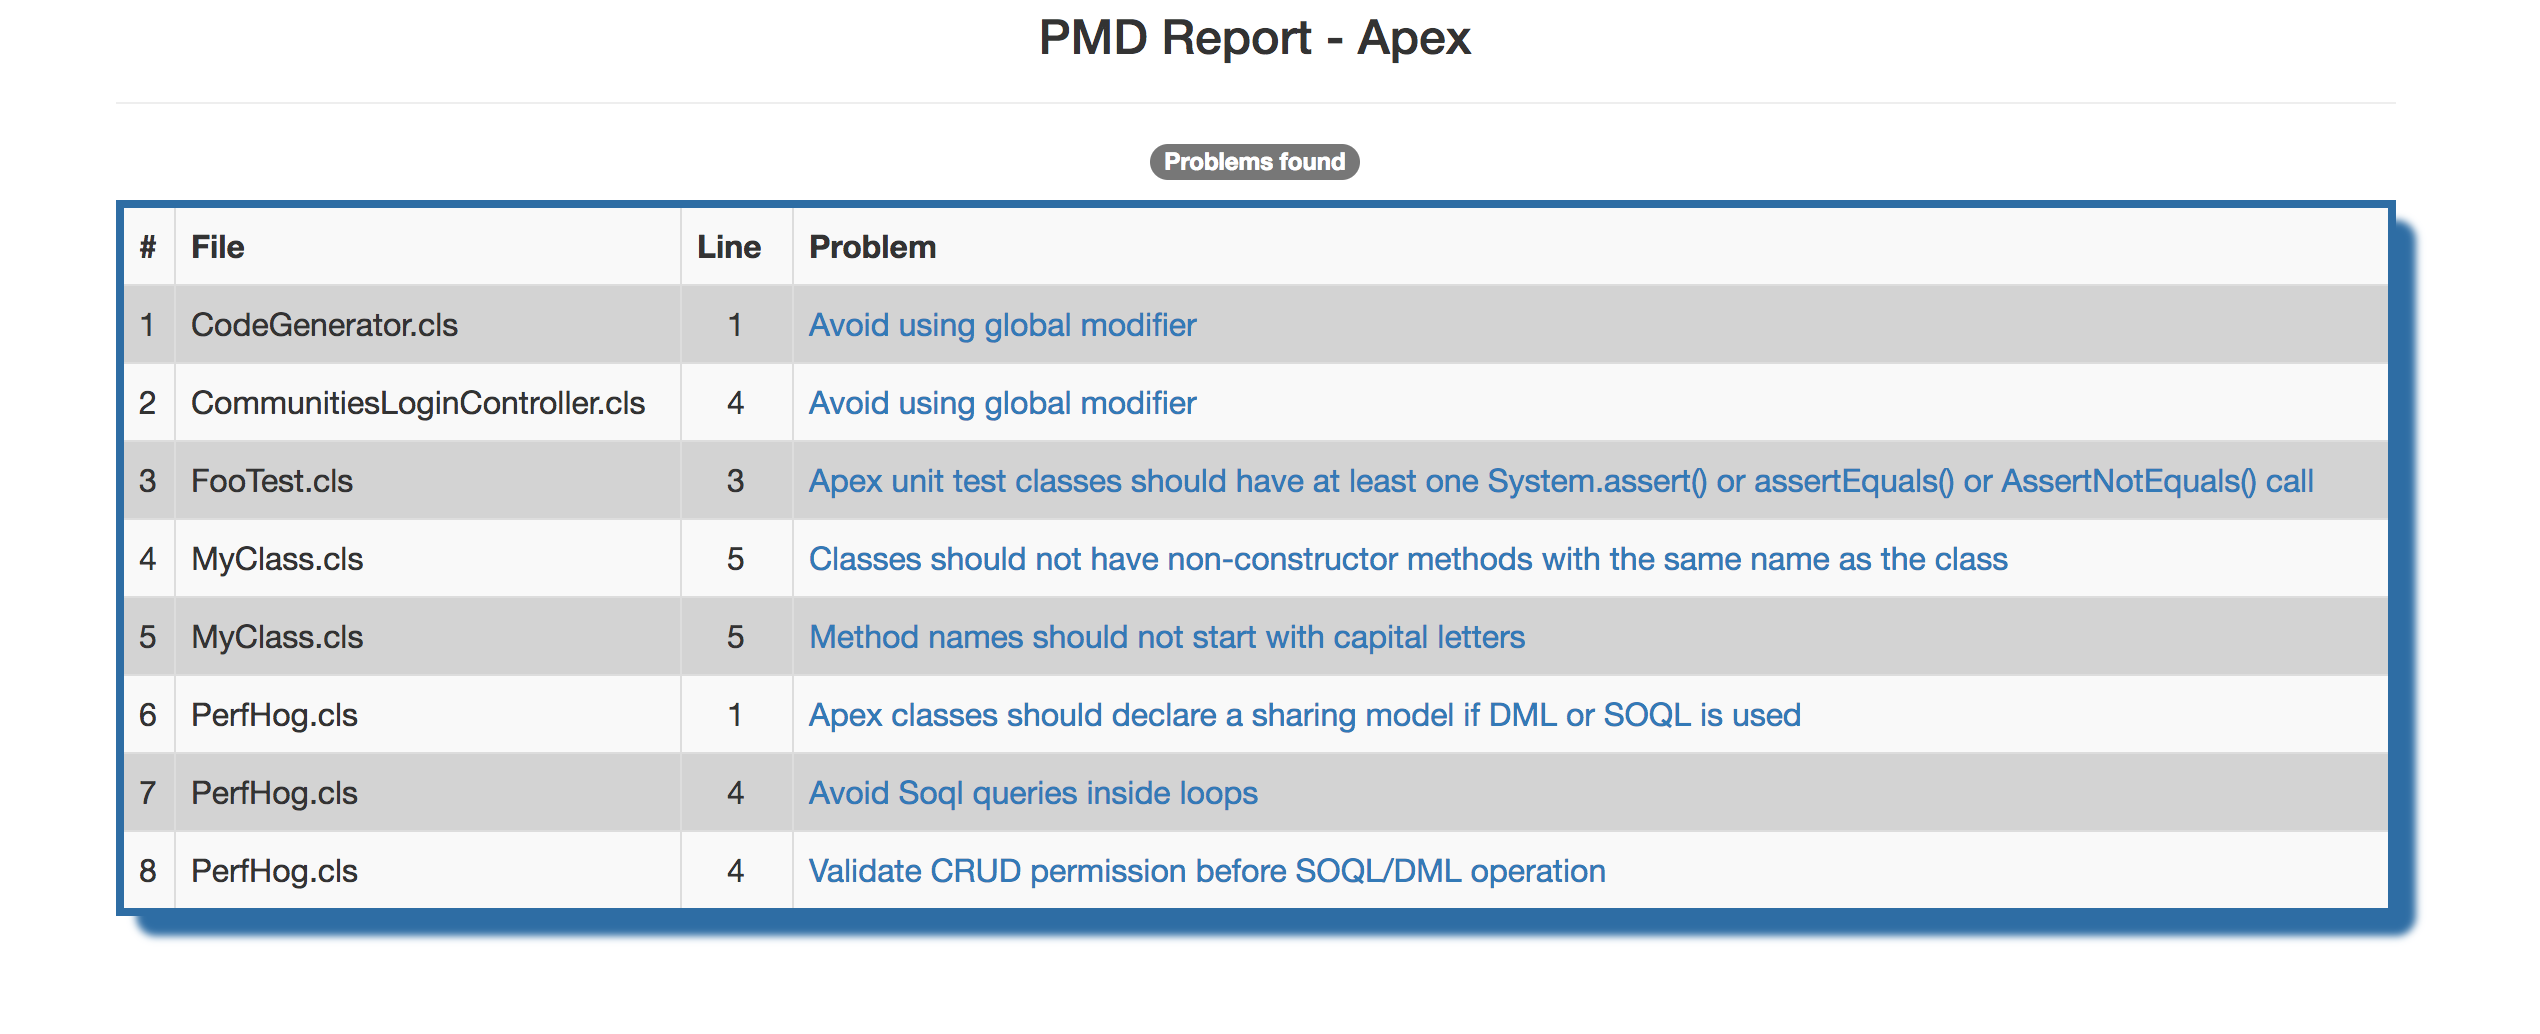 PMD Report - Apex
Problems found
# File Line Problem
1 CodeGenerator.cls 1 Avoid using global modifier
2 CommunitiesLoginController.cls 4 Avoid using global modifier
3 FooTest.cls 3 Apex unit test classes should have at least one System.assert() or assertEquals() or AssertNotEquals() call
4 MyClass.cls 5 Classes should not have non-constructor methods with the same name as the class
5 MyClass.cls 5 Method names should not start with capital letters
6 PerfHog.cls 1 Apex classes should declare a sharing model if DML or SOQL is used
7 PerfHog.cls 4 Avoid Soql queries inside loops
8 PerfHog.cls 4 Validate CRUD permission before SOQL/DML operation